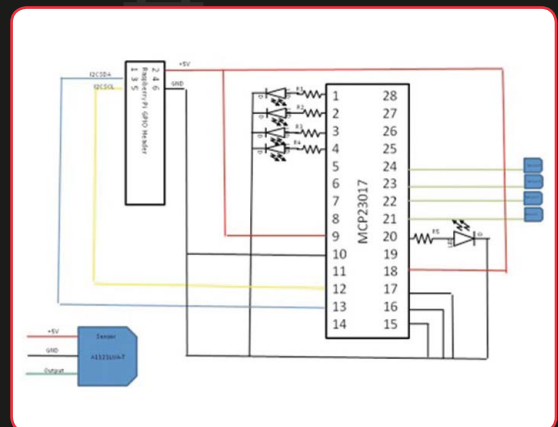 I2CSDA
I2CSCL
+5V
GND
1 3 5
2 4 6
Raspberry Pi GPIO Header
R1
R2
R3
R4
1 28
2 27
3 26
4 25
5 24
6 23
7 22
8 21
9 20
10 19
11 18
12 17
13 16
14 15
MCP23017
R5
+5V
GND
Output
Sensor